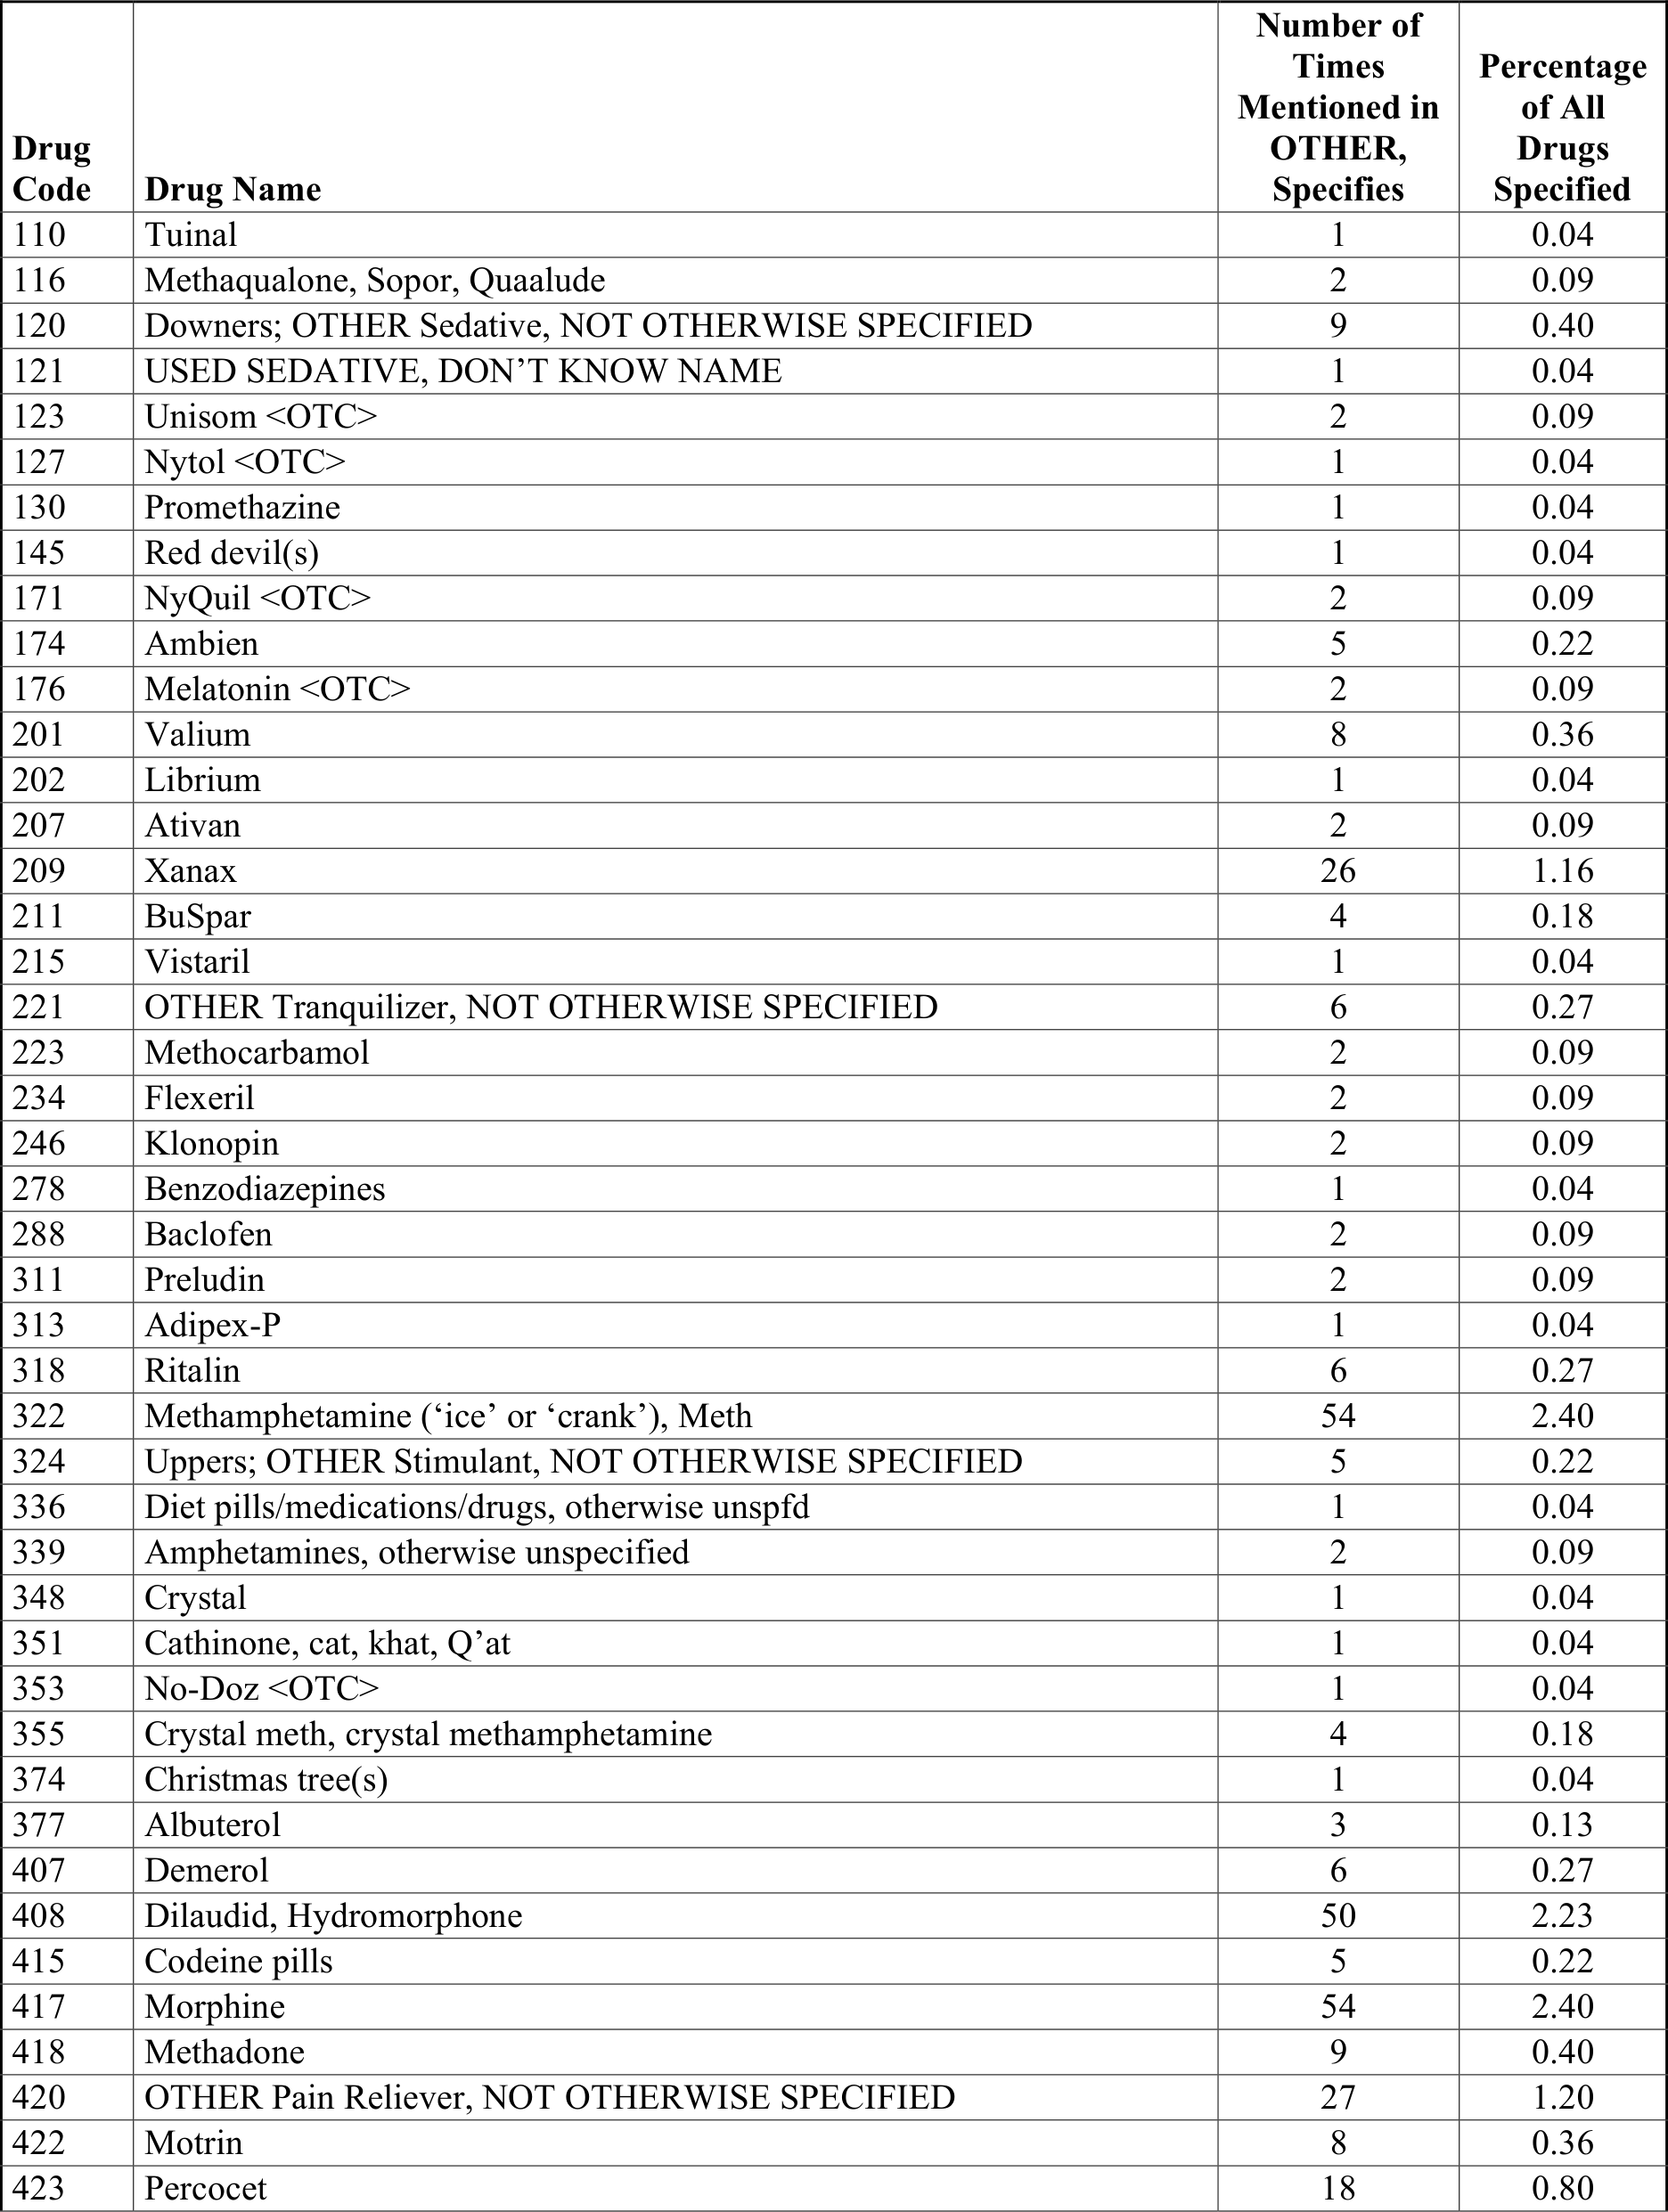 Drug Code | Drug Name | Number of Times Mentioned in OTHER, Specifies | Percentage of All Drugs Specified
110 Tuinal 1 0.04
116 Methaqualone, Sopor, Quaalude 2 0.09
120 Downers; OTHER Sedative, NOT OTHERWISE SPECIFIED 9 0.40
121 USED SEDATIVE, DON’T KNOW NAME 1 0.04
123 Unisom <OTC> 2 0.09
127 Nytol <OTC> 1 0.04
130 Promethazine 1 0.04
145 Red devil(s) 1 0.04
171 NyQuil <OTC> 2 0.09
174 Ambien 5 0.22
176 Melatonin <OTC> 2 0.09
201 Valium 8 0.36
202 Librium 1 0.04
207 Ativan 2 0.09
209 Xanax 26 1.16
211 BuSpar 4 0.18
215 Vistaril 1 0.04
221 OTHER Tranquilizer, NOT OTHERWISE SPECIFIED 6 0.27
223 Methocarbamol 2 0.09
234 Flexeril 2 0.09
246 Klonopin 2 0.09
278 Benzodiazepines 1 0.04
288 Baclofen 2 0.09
311 Preludin 2 0.09
313 Adipex-P 1 0.04
318 Ritalin 6 0.27
322 Methamphetamine (‘ice’ or ‘crank’), Meth 54 2.40
324 Uppers; OTHER Stimulant, NOT OTHERWISE SPECIFIED 5 0.22
336 Diet pills/medications/drugs, otherwise unspfd 1 0.04
339 Amphetamines, otherwise unspecified 2 0.09
348 Crystal 1 0.04
351 Cathinone, cat, khat, Q’at 1 0.04
353 No-Doz <OTC> 1 0.04
355 Crystal meth, crystal methamphetamine 4 0.18
374 Christmas tree(s) 1 0.04
377 Albuterol 3 0.13
407 Demerol 6 0.27
408 Dilaudid, Hydromorphone 50 2.23
415 Codeine pills 5 0.22
417 Morphine 54 2.40
418 Methadone 9 0.40
420 OTHER Pain Reliever, NOT OTHERWISE SPECIFIED 27 1.20
422 Motrin 8 0.36
423 Percocet 18 0.80